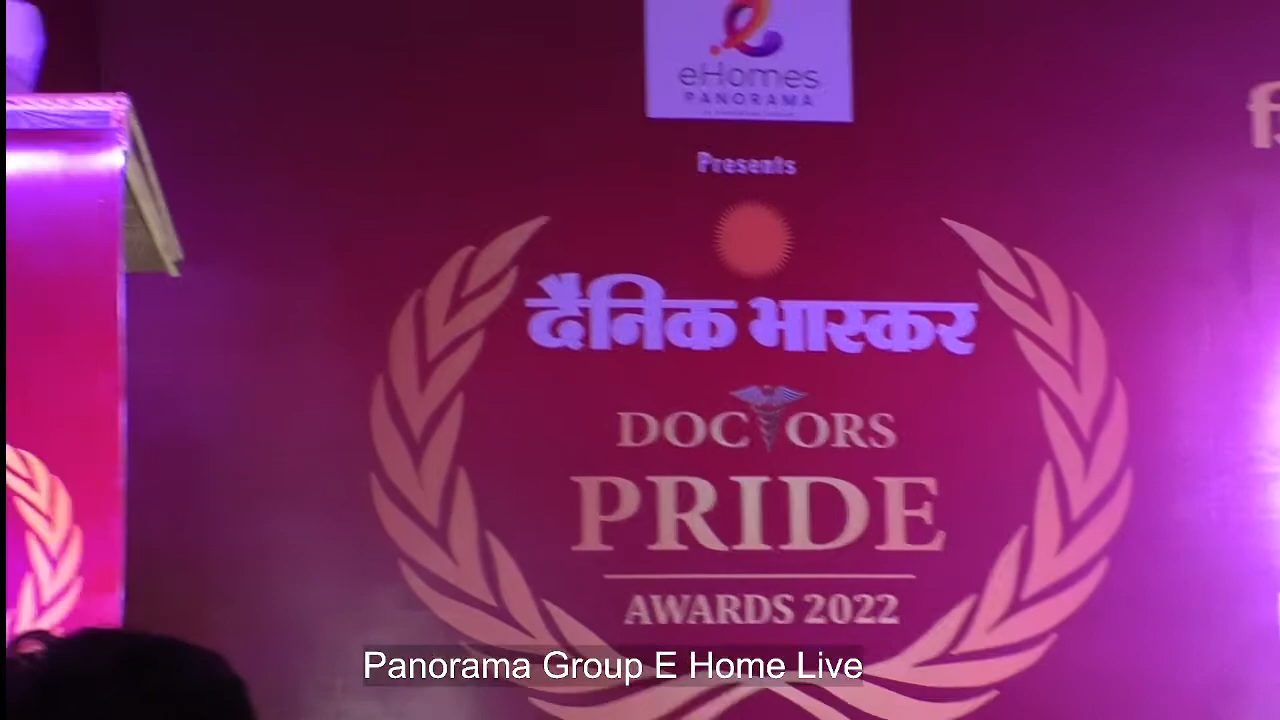 eHomes
PANORAMA
Presents
दैनिक भास्कर
DOCTORS
PRIDE
AWARDS 2022
Panorama Group E Home Live